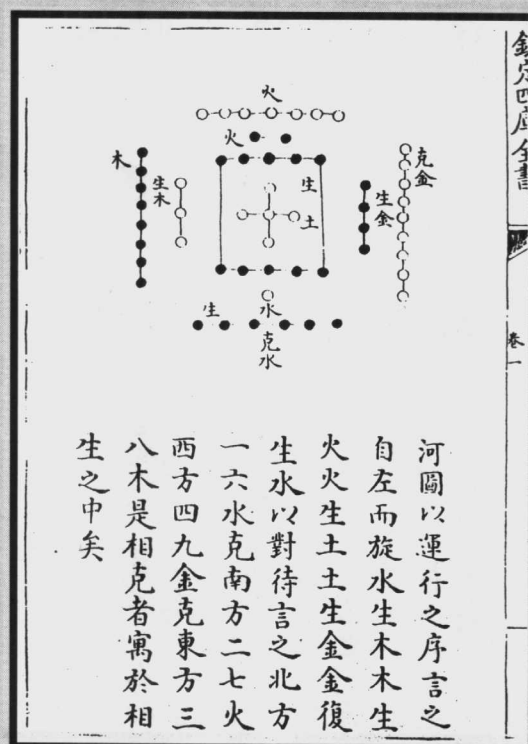 欽定四庫全書
卷一
火
火
木
生木
生
土
生金
克金
水
生
克水
河圖以運行之序言之
自左而旋水生木木生
火火生土土生金金復
生水以對待言之北方
一六水克南方二七火
西方四九金克東方三
八木是相克者寓於相
生之中矣